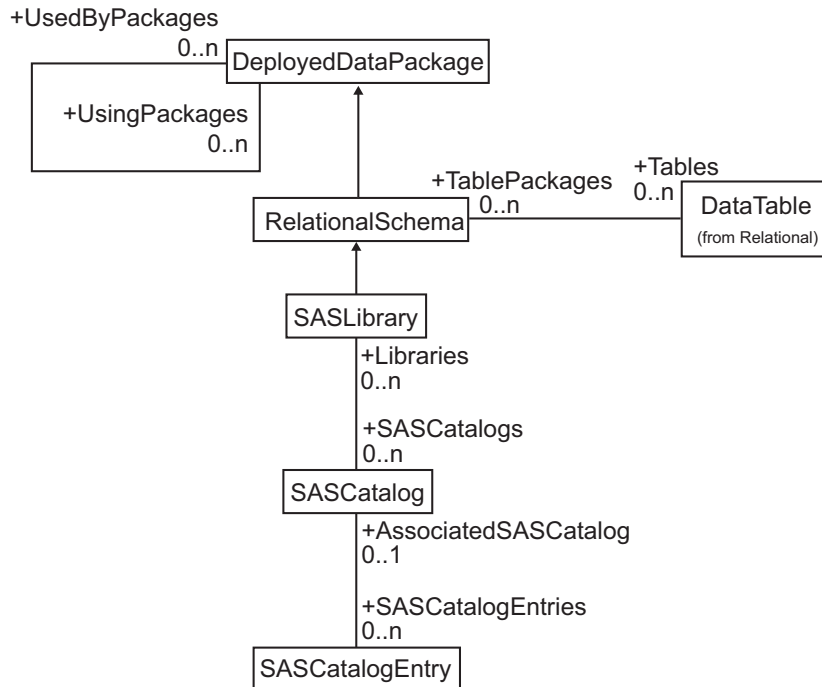 +UsedByPackages
0..n
DeployedDataPackage
+UsingPackages
0..n
+TablePackages
0..n
+Tables
0..n
RelationalSchema
DataTable
(from Relational)
SASLibrary
+Libraries
0..n
+SASCatalogs
0..n
SASCatalog
+AssociatedSASCatalog
0..1
+SASCatalogEntries
0..n
SASCatalogEntry